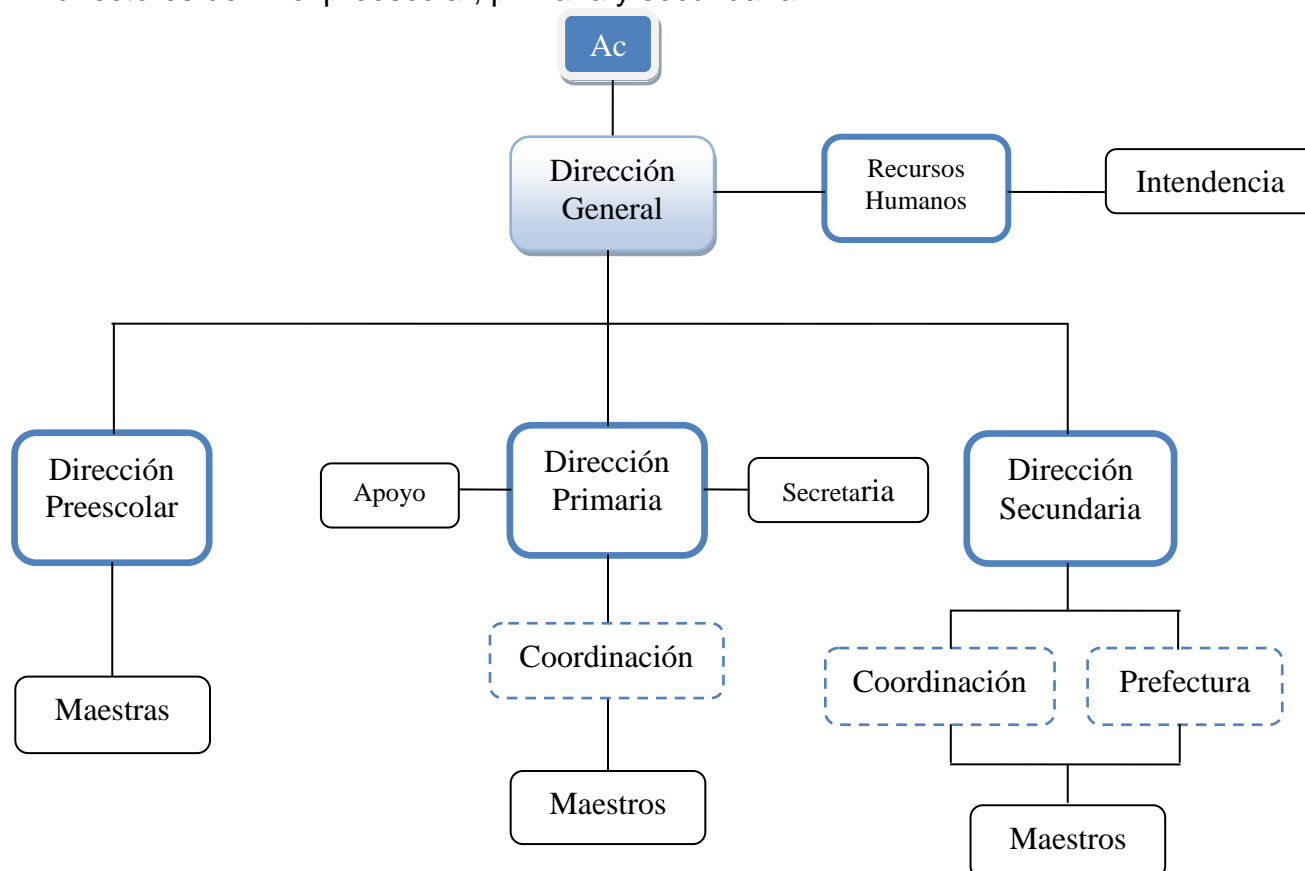 Ac
Dirección
General
Recursos
Humanos
Intendencia
Dirección
Preescolar
Apoyo
Dirección
Primaria
Secretaria
Dirección
Secundaria
Coordinación
Coordinación
Prefectura
Maestras
Maestros
Maestros